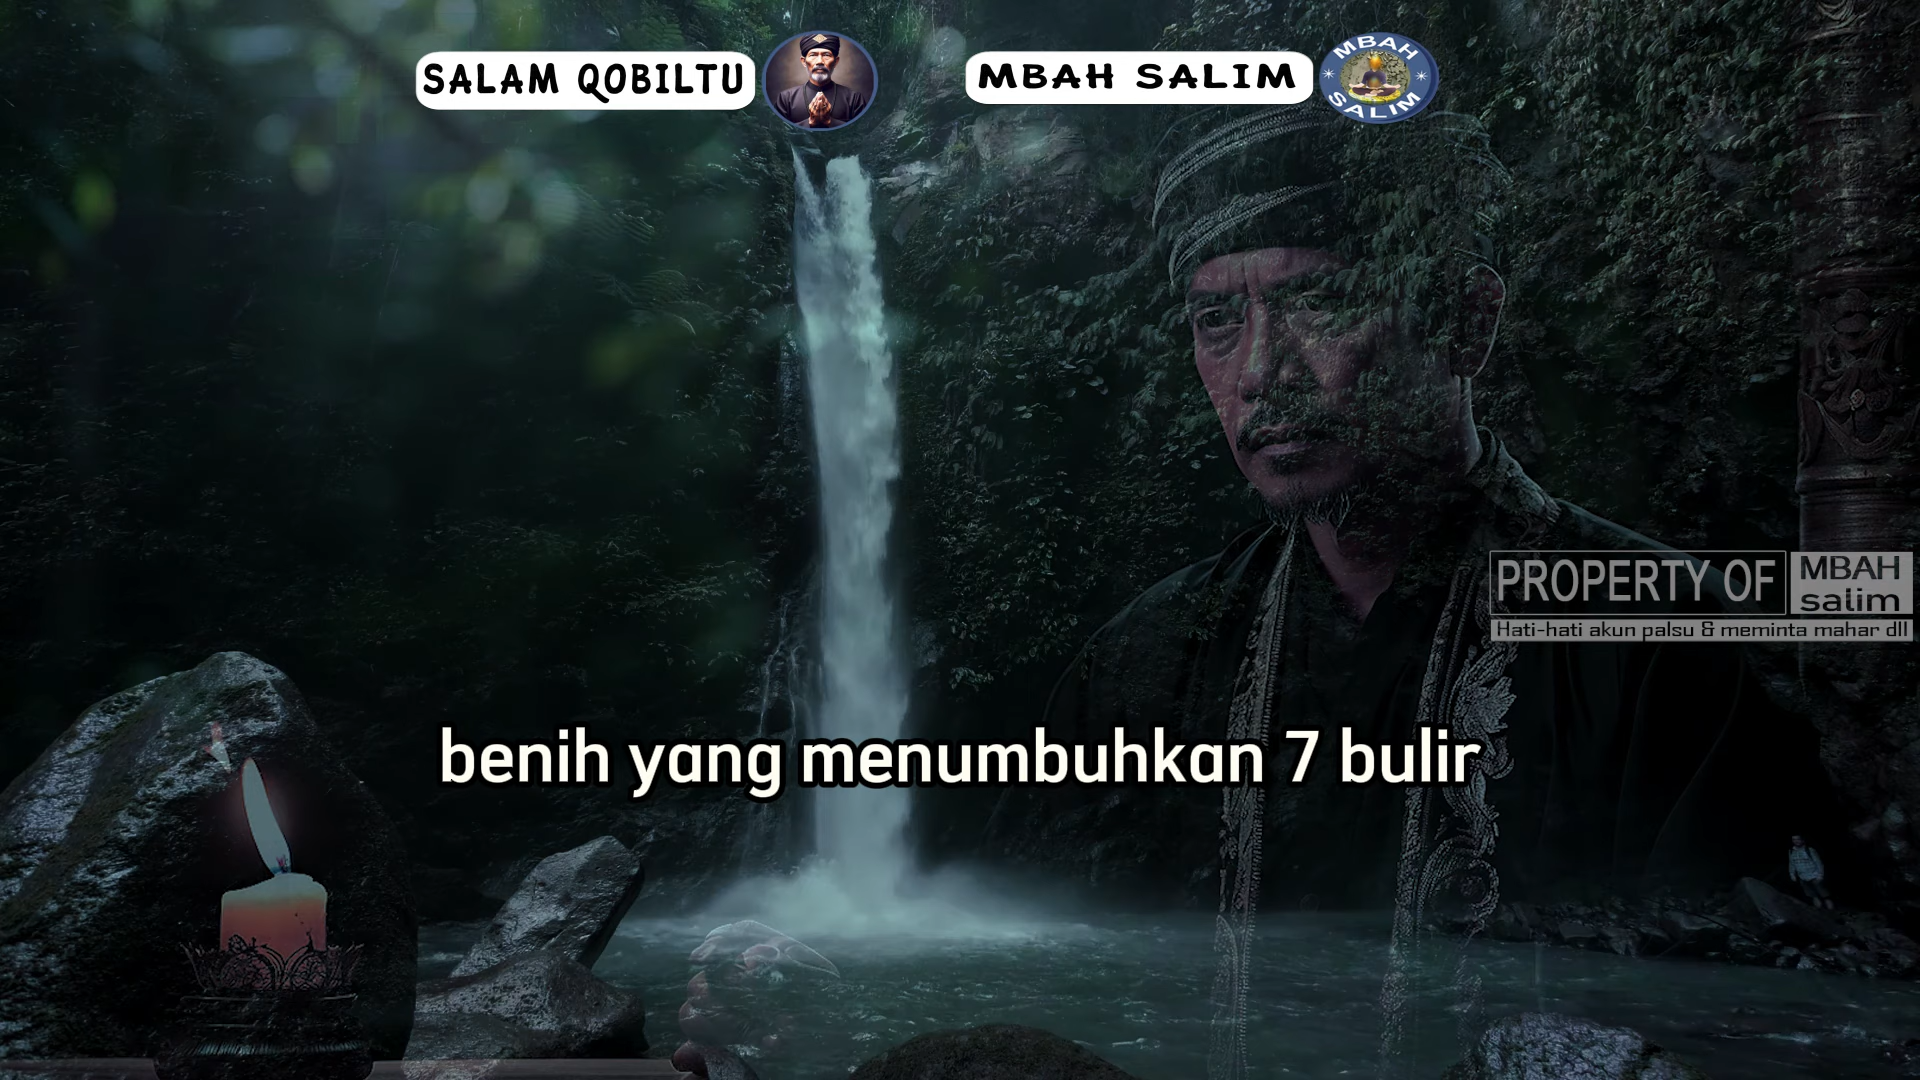 SALAM QOBILTU
MBAH SALIM
MBAH
SALIM
PROPERTY OF
MBAH
salim
Hati-hati akun palsu & meminta mahar dll
benih yang menumbuhkan 7 bulir